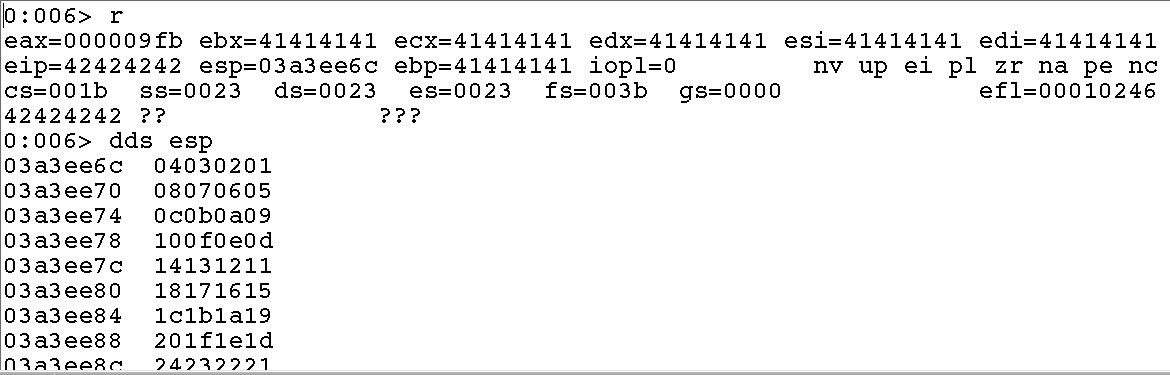 0:006> r
eax=000009fb ebx=41414141 ecx=41414141 edx=41414141 esi=41414141 edi=41414141
eip=42424242 esp=03a3ee6c ebp=41414141 iopl=0         nv up ei pl zr na pe nc
cs=001b  ss=0023  ds=0023  es=0023  fs=003b  gs=0000             efl=00010246
42424242 ??              ???
0:006> dds esp
03a3ee6c  04030201
03a3ee70  08070605
03a3ee74  0c0b0a09
03a3ee78  100f0e0d
03a3ee7c  14131211
03a3ee80  18171615
03a3ee84  1c1b1a19
03a3ee88  201f1e1d
03a3ee8c  24232221